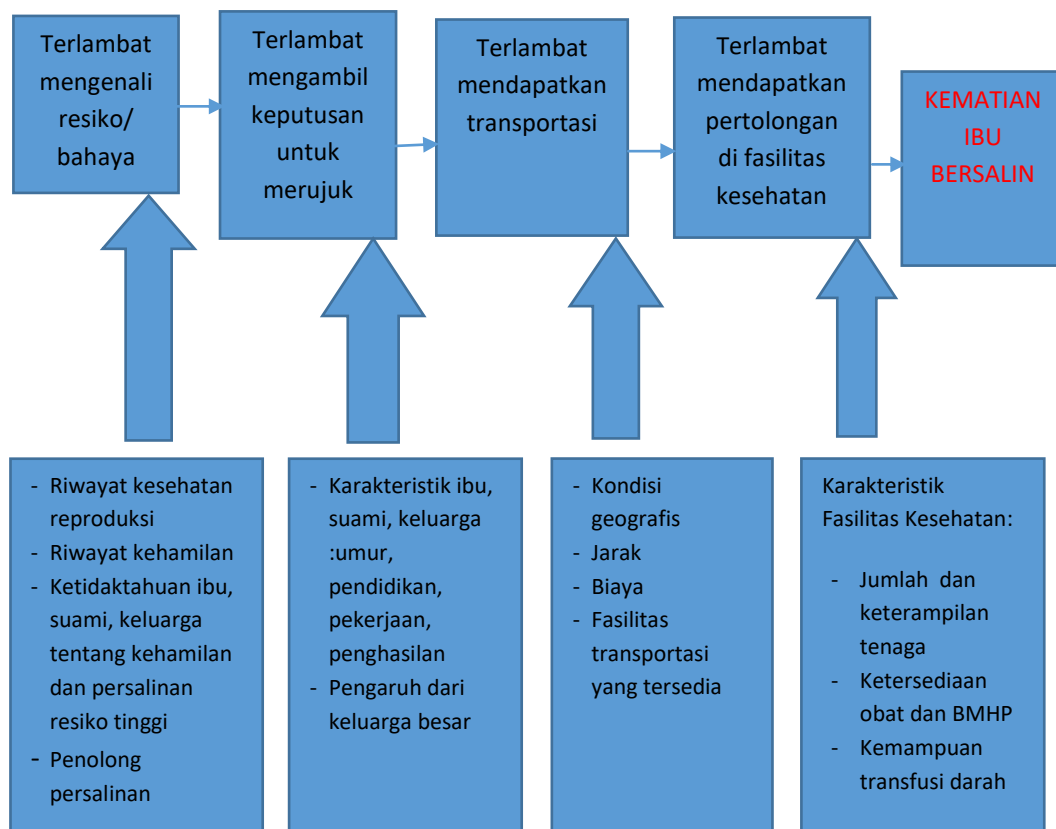 Terlambat
mengenali
resiko/
bahaya
Terlambat
mengambil
keputusan
untuk
merujuk
Terlambat
mendapatkan
transportasi
Terlambat
mendapatkan
pertolongan
di fasilitas
kesehatan
KEMATIAN
IBU
BERSALIN
- Riwayat kesehatan
reproduksi
- Riwayat kehamilan
- Ketidaktahuan ibu,
suami, keluarga
tentang kehamilan
dan persalinan
resiko tinggi
- Penolong
persalinan
- Karakteristik ibu,
suami, keluarga
:umur,
pendidikan,
pekerjaan,
penghasilan
- Pengaruh dari
keluarga besar
- Kondisi
geografis
- Jarak
- Biaya
- Fasilitas
transportasi
yang tersedia
Karakteristik
Fasilitas Kesehatan:
- Jumlah dan
keterampilan
tenaga
- Ketersediaan
obat dan BMHP
- Kemampuan
transfusi darah